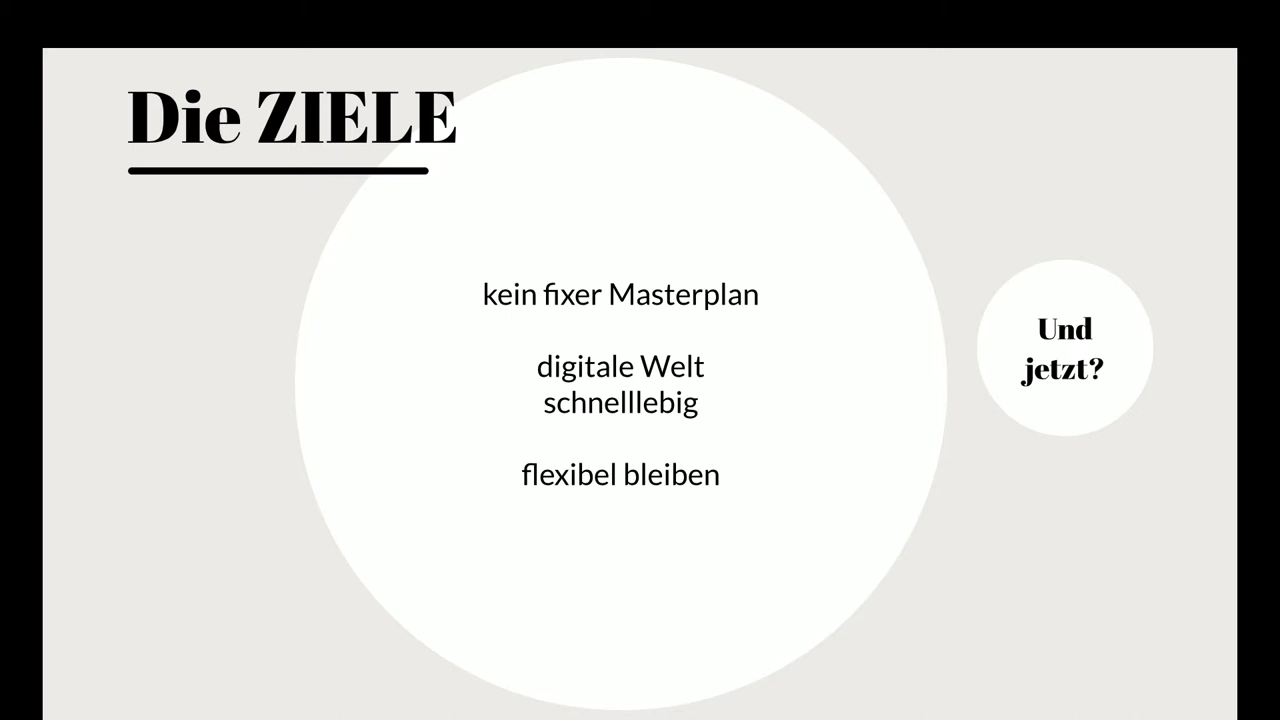 Die ZIELE
kein fixer Masterplan
digitale Welt
schnelllebig
flexibel bleiben
Und
jetzt?